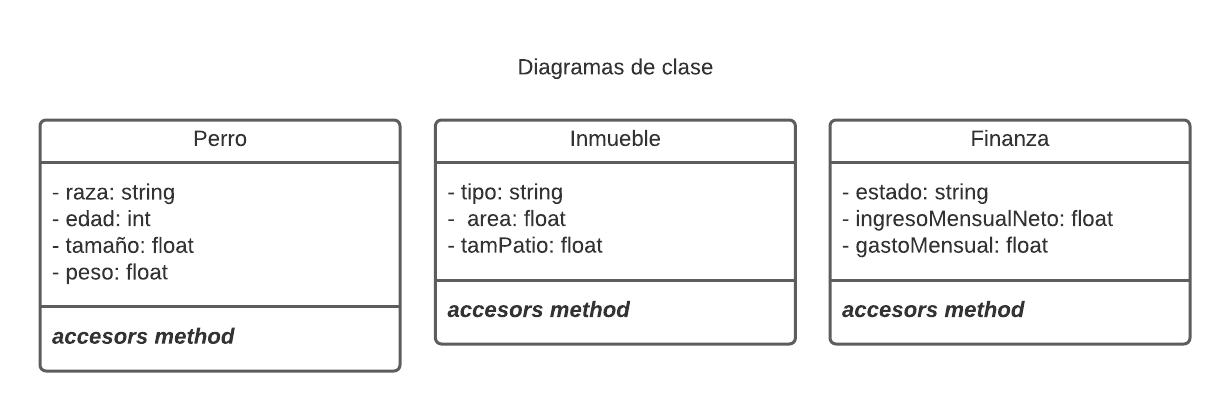 Diagramas de clase
Perro
- raza: string
- edad: int
- tamaño: float
- peso: float
accesors method
Inmueble
- tipo: string
-  area: float
- tamPatio: float
accesors method
Finanza
- estado: string
- ingresoMensualNeto: float
- gastoMensual: float
accesors method